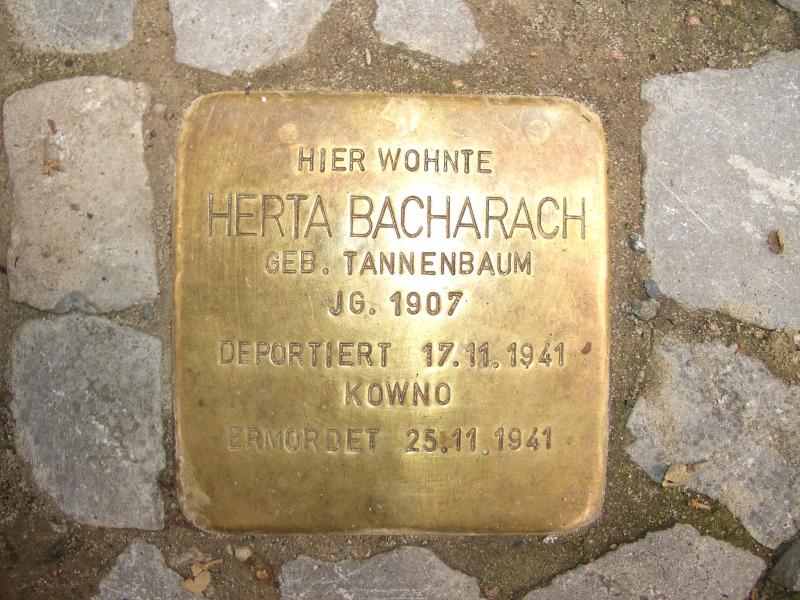 HIER WOHNTE
HERTA BACHARACH
GEB. TANNENBAUM
JG. 1907
DEPORTIERT 17.11.1941
KOWNO
ERMORDET 25.11.1941